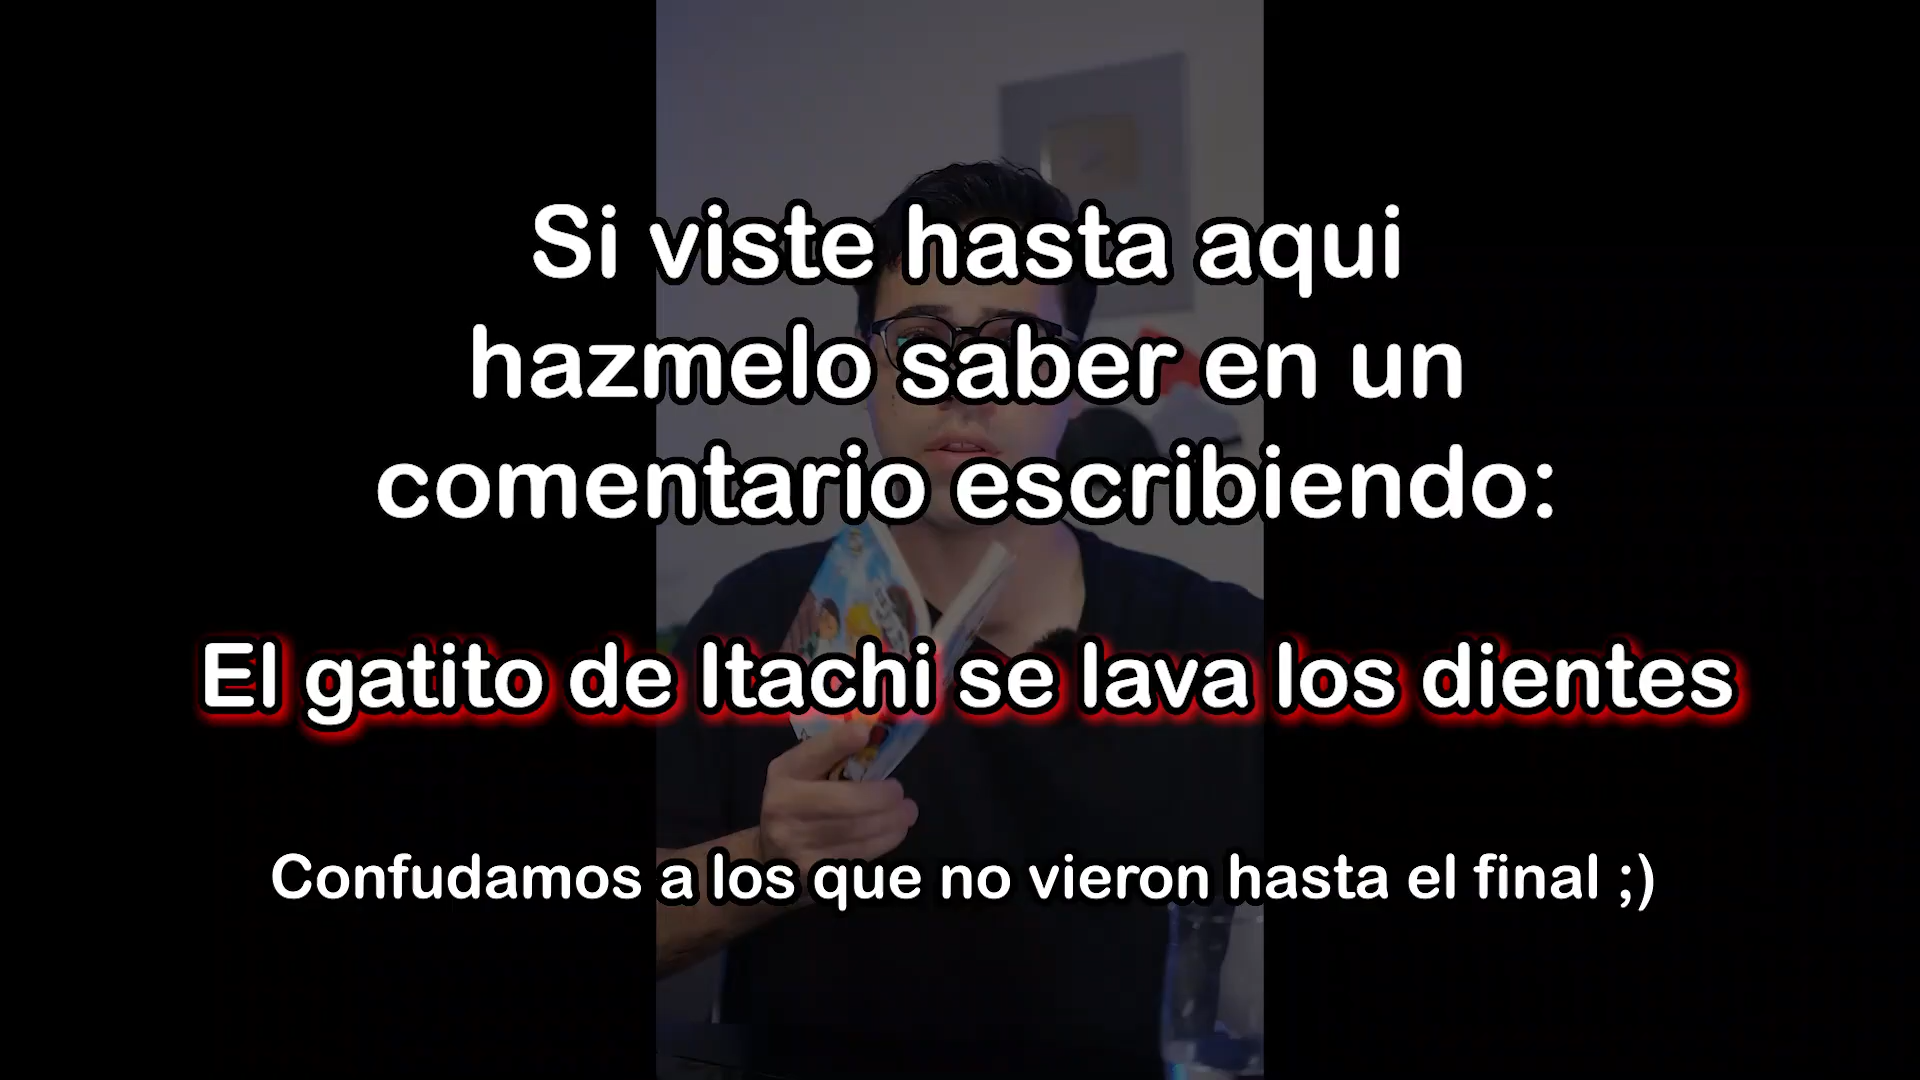 Si viste hasta aqui
hazmelo saber en un
comentario escribiendo:
El gatito de Itachi se lava los dientes
Confudamos a los que no vieron hasta el final ;)